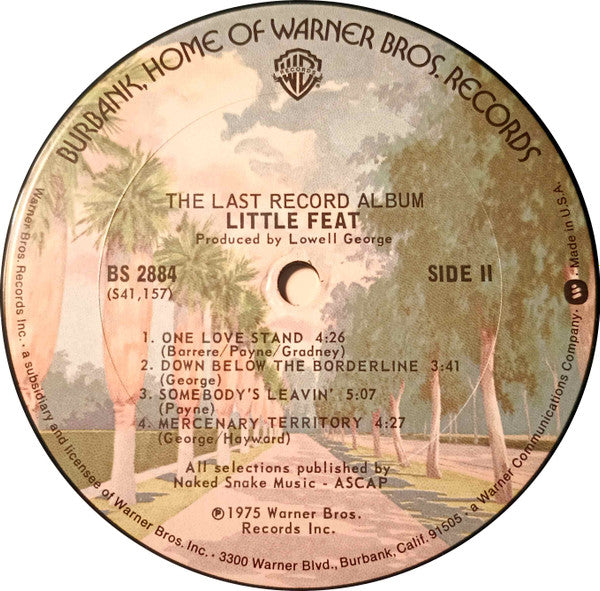 BURBANK, HOME OF WARNER BROS. RECORDS
WB
RECORDS
THE LAST RECORD ALBUM
LITTLE FEAT
Produced by Lowell George
BS 2884
(S41,157)
SIDE II
1. ONE LOVE STAND 4:26
(Barrere/Payne/Gradney)
2. DOWN BELOW THE BORDERLINE 3:41
(George)
3. SOMEBODY'S LEAVIN' 5:07
(Payne)
4. MERCENARY TERRITORY 4:27
(George/Hayward)
All selections published by
Naked Snake Music - ASCAP
℗1975 Warner Bros.
Records Inc.
Warner Bros. Records Inc. • a subsidiary and licensee of Warner Bros. Inc. • 3300 Warner Blvd., Burbank, Calif. 91505 • a Warner Communications Company • Made in U.S.A.